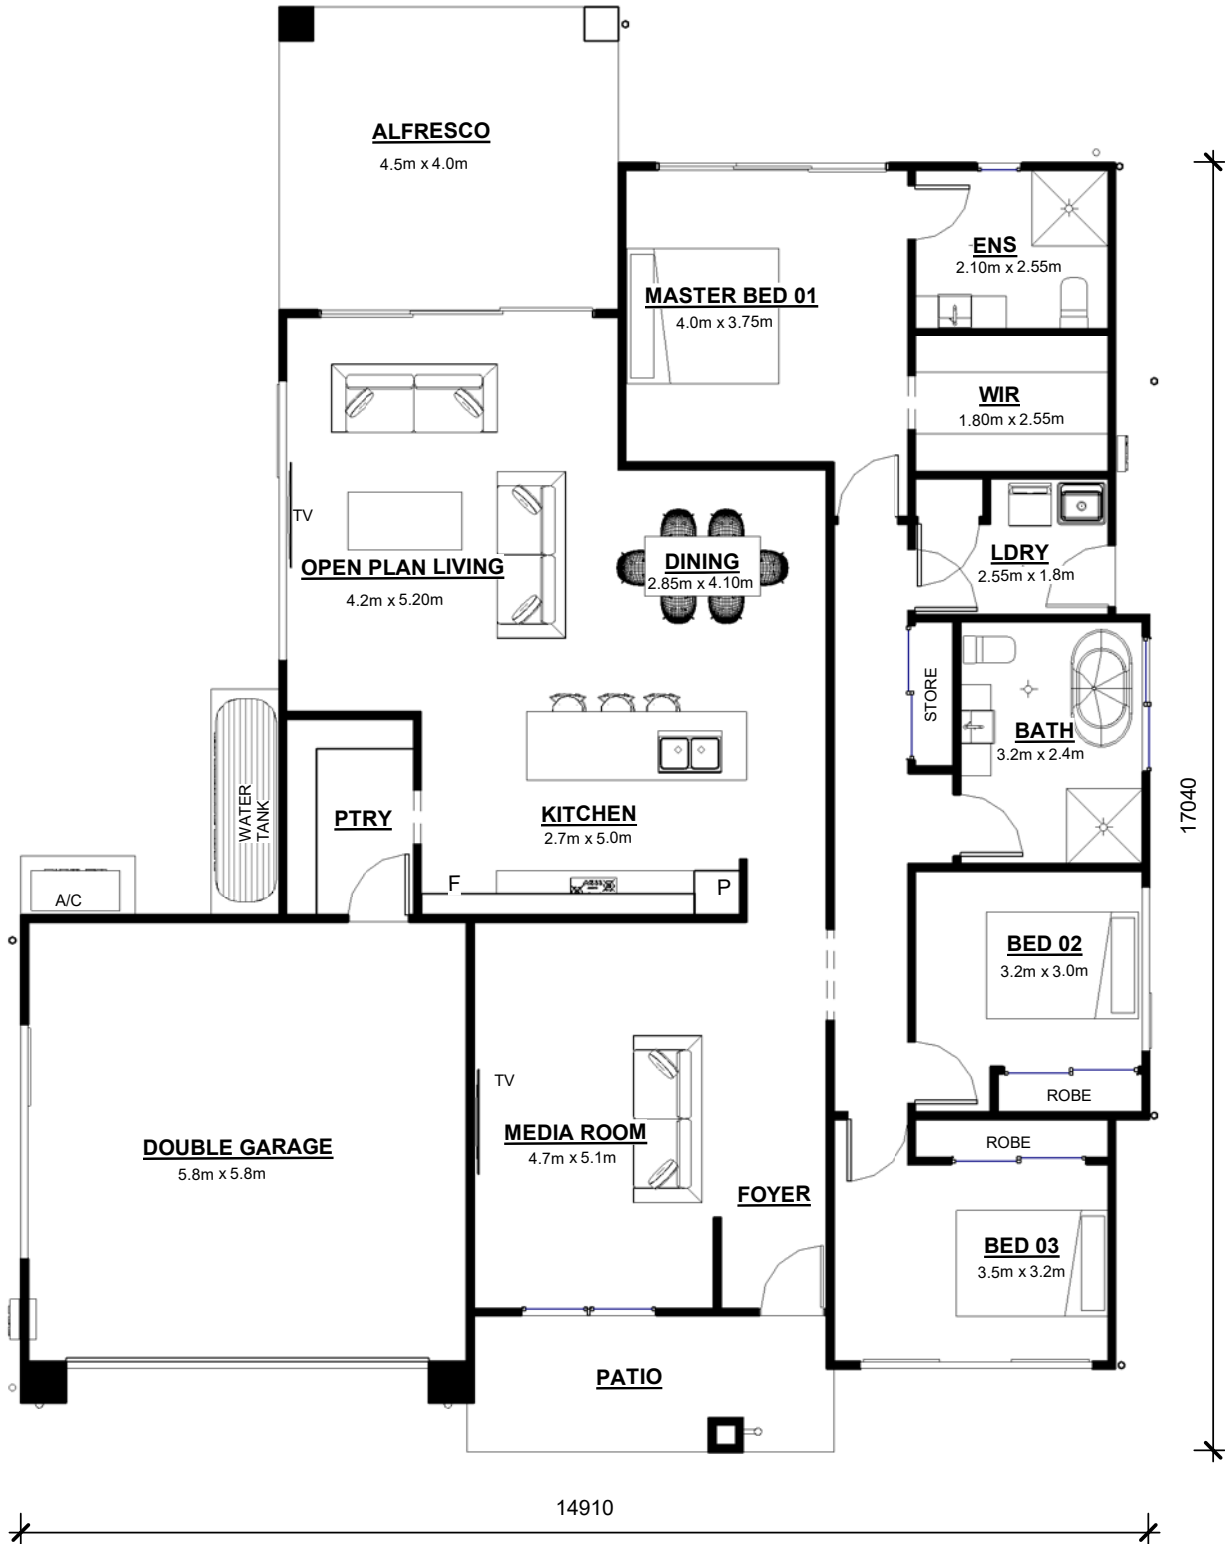 ALFRESCO
4.5m x 4.0m
ENS
2.10m x 2.55m
MASTER BED 01
4.0m x 3.75m
WIR
1.80m x 2.55m
TV
OPEN PLAN LIVING
4.2m x 5.20m
DINING
2.85m x 4.10m
LDRY
2.55m x 1.8m
STORE
BATH
3.2m x 2.4m
WATER
TANK
PTRY
KITCHEN
2.7m x 5.0m
17040
A/C
F
P
BED 02
3.2m x 3.0m
ROBE
TV
DOUBLE GARAGE
5.8m x 5.8m
MEDIA ROOM
4.7m x 5.1m
ROBE
FOYER
BED 03
3.5m x 3.2m
PATIO
14910